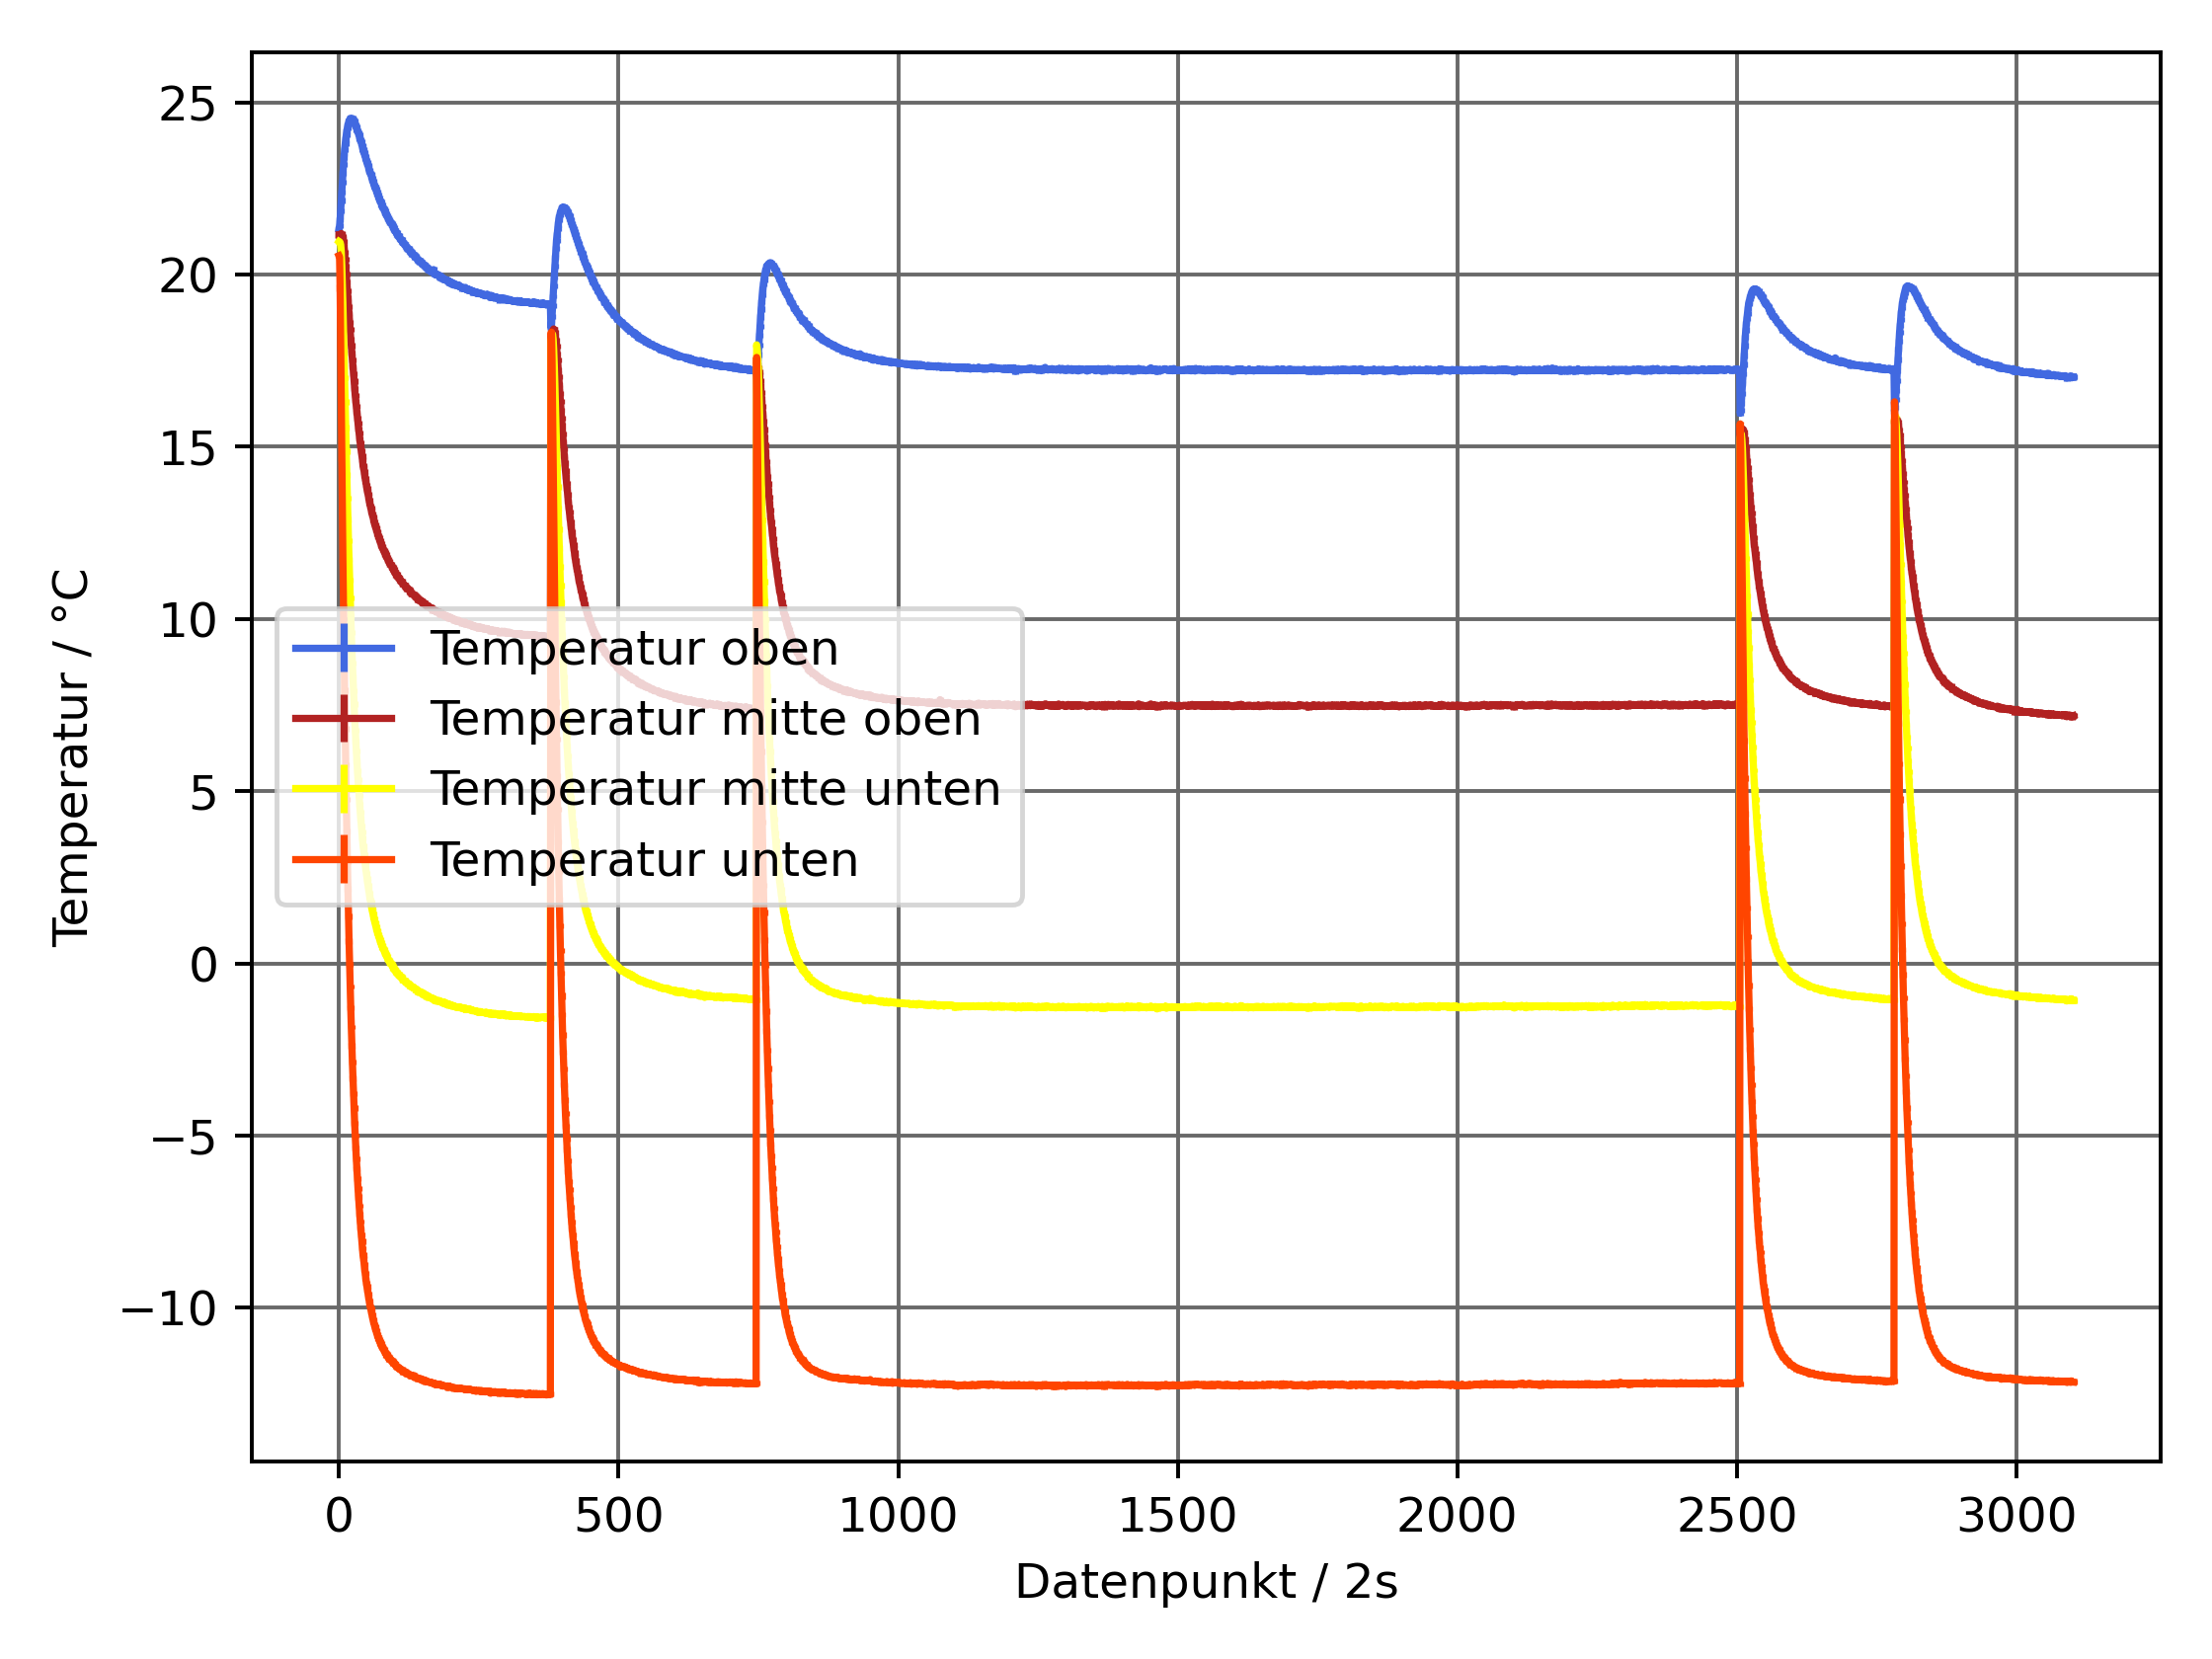 25
20
15
10
5
0
−5
−10
Temperatur / °C
Temperatur oben
Temperatur mitte oben
Temperatur mitte unten
Temperatur unten
0 500 1000 1500 2000 2500 3000
Datenpunkt / 2s